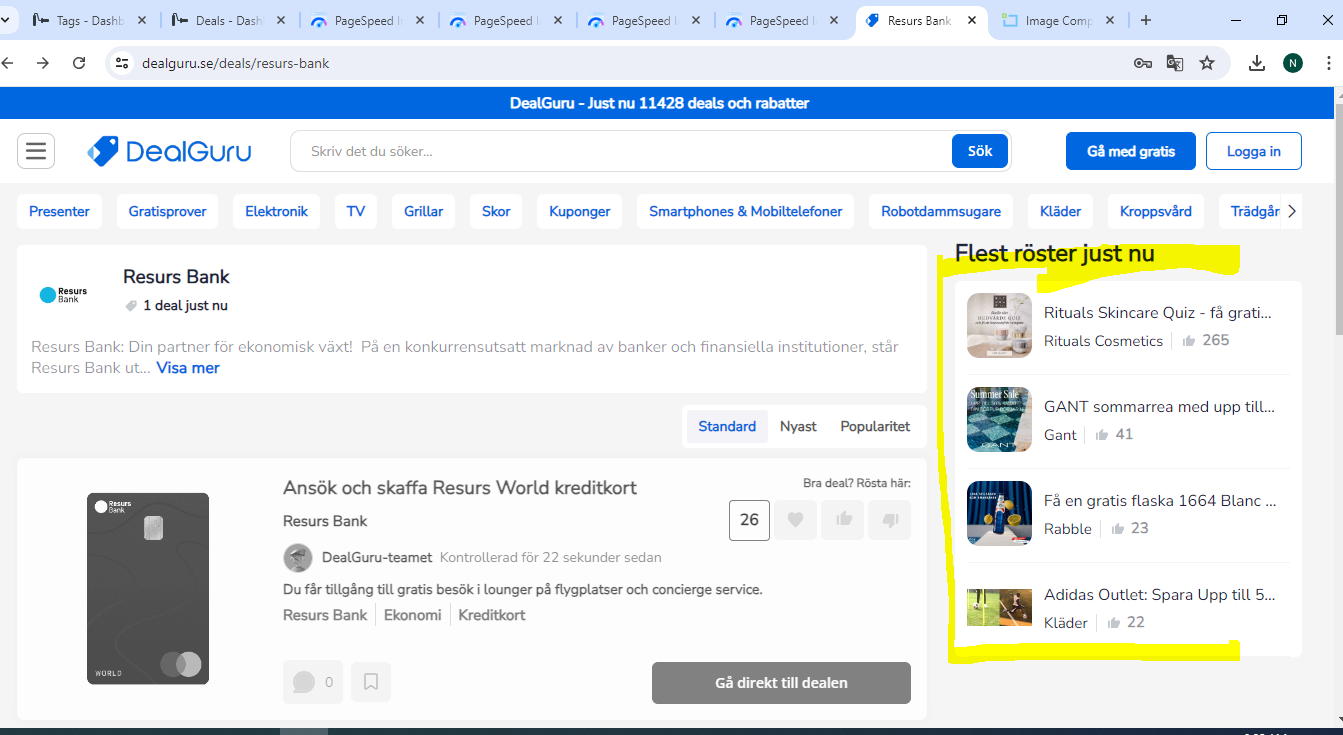 Tags - Dashb
Deals - Dash
PageSpeed I
PageSpeed I
PageSpeed I
PageSpeed I
Resurs Bank
Image Comp
dealguru.se/deals/resurs-bank
N
DealGuru - Just nu 11428 deals och rabatter
DealGuru
Skriv det du söker...
Sök
Gå med gratis
Logga in
Presenter
Gratisprover
Elektronik
TV
Grillar
Skor
Kuponger
Smartphones & Mobiltelefoner
Robotdammsugare
Kläder
Kroppsvård
Trädgår
Resurs Bank
Resurs Bank
1 deal just nu
Resurs Bank: Din partner för ekonomisk växt! På en konkurrensutsatt marknad av banker och finansiella institutioner, står
Resurs Bank ut... Visa mer
Standard
Nyast
Popularitet
Resurs Bank
WORLD
Ansök och skaffa Resurs World kreditkort
Bra deal? Rösta här:
Resurs Bank
26
DealGuru-teamet Kontrollerad för 22 sekunder sedan
Du får tillgång till gratis besök i lounger på flygplatser och concierge service.
Resurs Bank
Ekonomi
Kreditkort
0
Gå direkt till dealen
Flest röster just nu
Rituals Skincare Quiz - få grati...
Rituals Cosmetics
265
Summer Sale
GANT
GANT sommarrea med upp till...
Gant
41
Få en gratis flaska 1664 Blanc ...
Rabble
23
Adidas Outlet: Spara Upp till 5...
Kläder
22